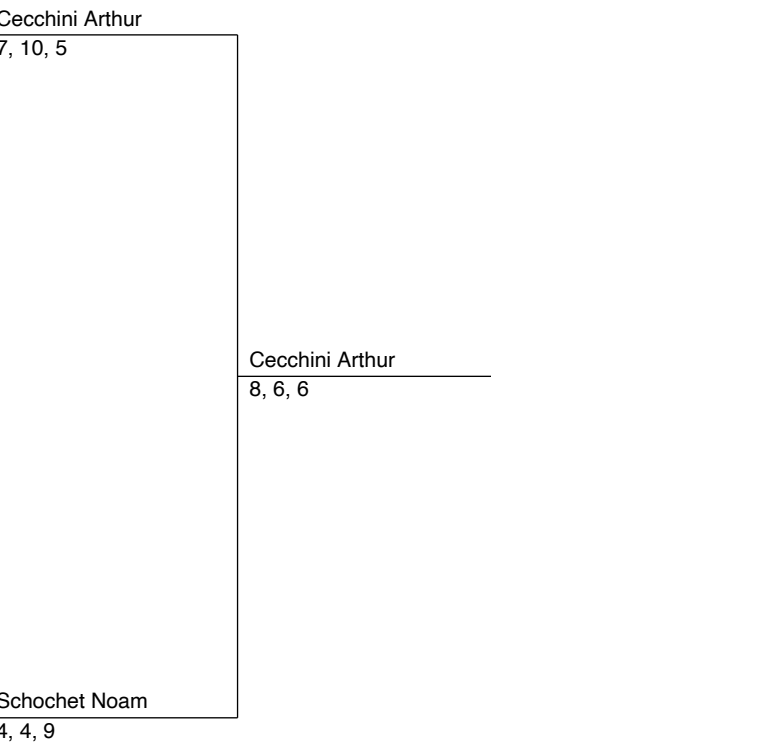 Cecchini Arthur
7, 10, 5
Cecchini Arthur
8, 6, 6
Schochet Noam
4, 4, 9